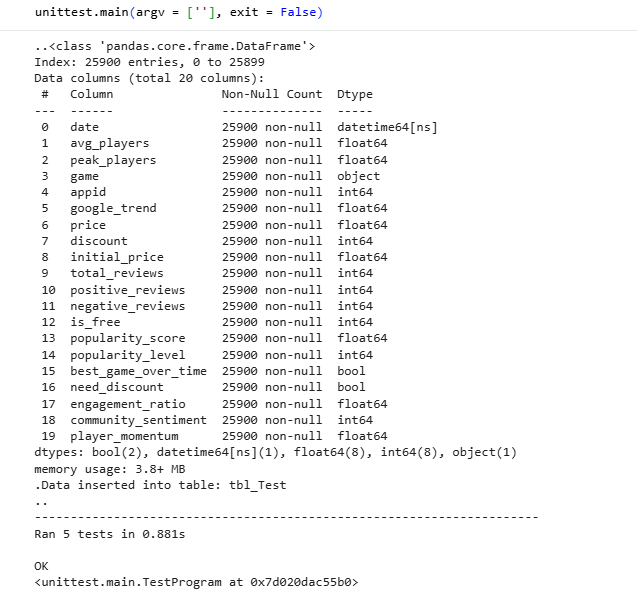 unittest.main(argv = [''], exit = False)
..<class 'pandas.core.frame.DataFrame'>
Index: 25900 entries, 0 to 25899
Data columns (total 20 columns):
 #   Column               Non-Null Count  Dtype
---  ------               --------------  -----
 0   date                 25900 non-null  datetime64[ns]
 1   avg_players          25900 non-null  float64
 2   peak_players         25900 non-null  float64
 3   game                 25900 non-null  object
 4   appid                25900 non-null  int64
 5   google_trend         25900 non-null  float64
 6   price                25900 non-null  float64
 7   discount             25900 non-null  int64
 8   initial_price        25900 non-null  float64
 9   total_reviews        25900 non-null  int64
 10  positive_reviews     25900 non-null  int64
 11  negative_reviews     25900 non-null  int64
 12  is_free              25900 non-null  int64
 13  popularity_score     25900 non-null  float64
 14  popularity_level     25900 non-null  int64
 15  best_game_over_time  25900 non-null  bool
 16  need_discount        25900 non-null  bool
 17  engagement_ratio     25900 non-null  float64
 18  community_sentiment  25900 non-null  int64
 19  player_momentum      25900 non-null  float64
dtypes: bool(2), datetime64[ns](1), float64(8), int64(8), object(1)
memory usage: 3.8+ MB
.Data inserted into table: tbl_Test
..
----------------------------------------------------------------------
Ran 5 tests in 0.881s
OK
<unittest.main.TestProgram at 0x7d020dac55b0>